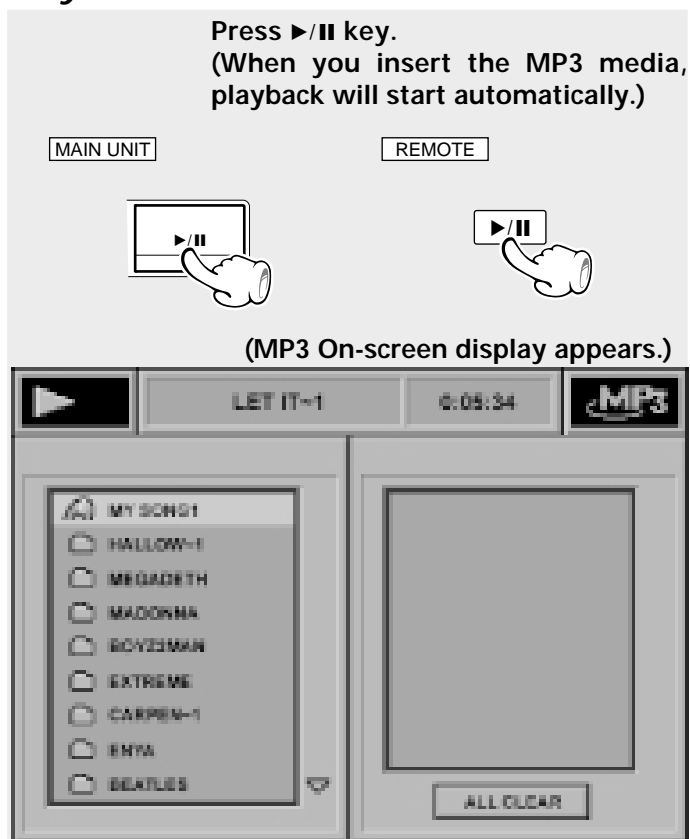 Press ►/II key.
(When you insert the MP3 media,
playback will start automatically.)
MAIN UNIT
REMOTE
►/II
►/II
(MP3 On-screen display appears.)
LET IT~1
0:05:34
MP3
MY SONG1
HALLOW~1
MEGADETH
MADONNA
BOYZ2MAN
EXTREME
CARPEN~1
ENYA
BEATLES
ALL CLEAR